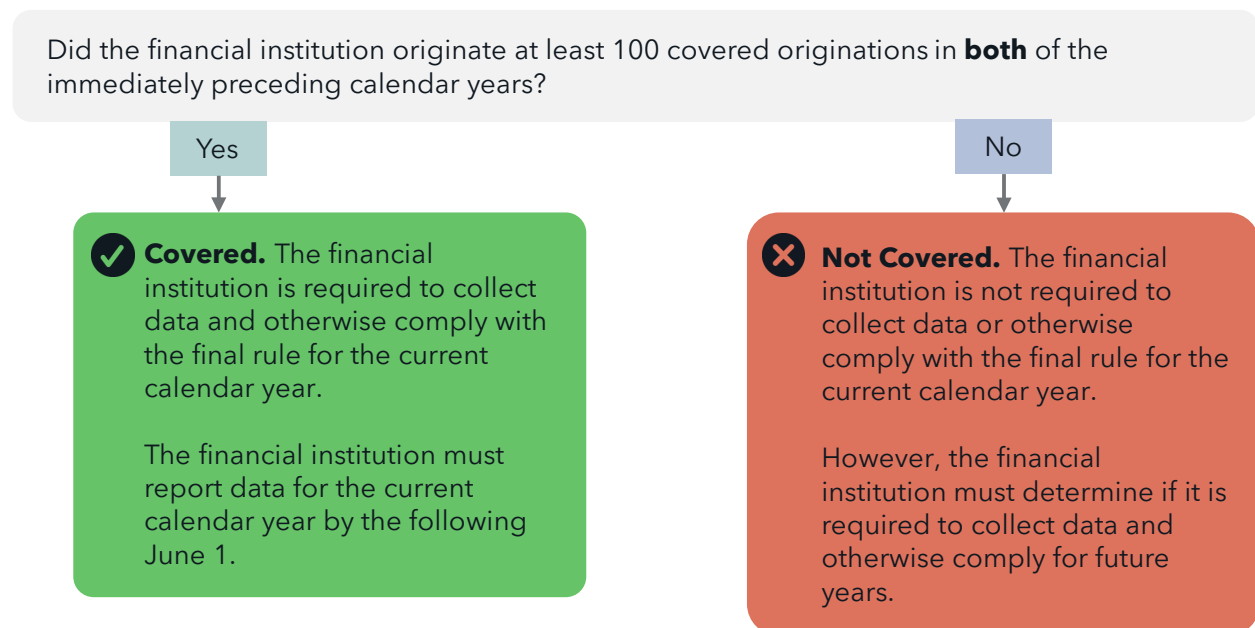 Did the financial institution originate at least 100 covered originations in both of the
immediately preceding calendar years?
Yes
No
Covered. The financial
institution is required to collect
data and otherwise comply with
the final rule for the current
calendar year.
The financial institution must
report data for the current
calendar year by the following
June 1.
Not Covered. The financial
institution is not required to
collect data or otherwise
comply with the final rule for the
current calendar year.
However, the financial
institution must determine if it is
required to collect data and
otherwise comply for future
years.